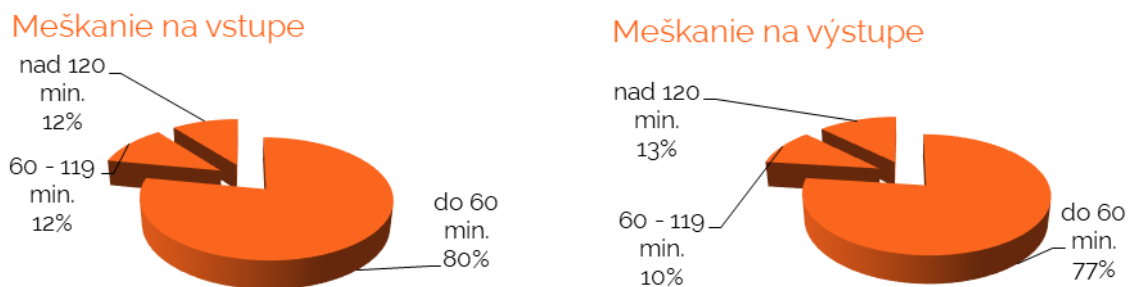 Meškanie na vstupe
nad 120
min.
12%
60 - 119
min.
12%
do 60
min.
80%
Meškanie na výstupe
nad 120
min.
13%
60 - 119
min.
10%
do 60
min.
77%